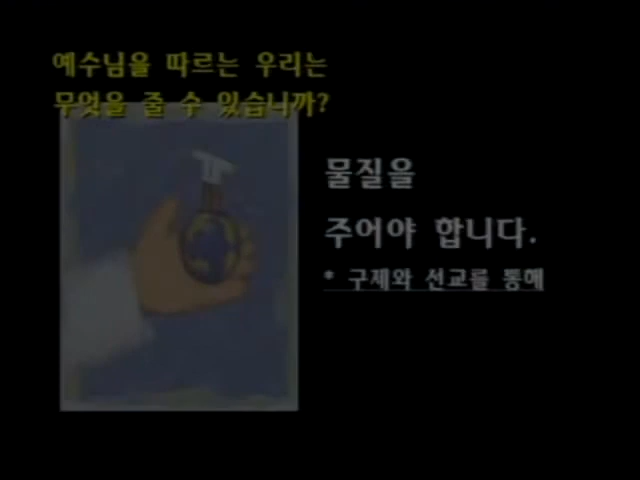 예수님을 따르는 우리는
무엇을 줄 수 있습니까?
물질을
주어야 합니다.
* 구제와 선교를 통해